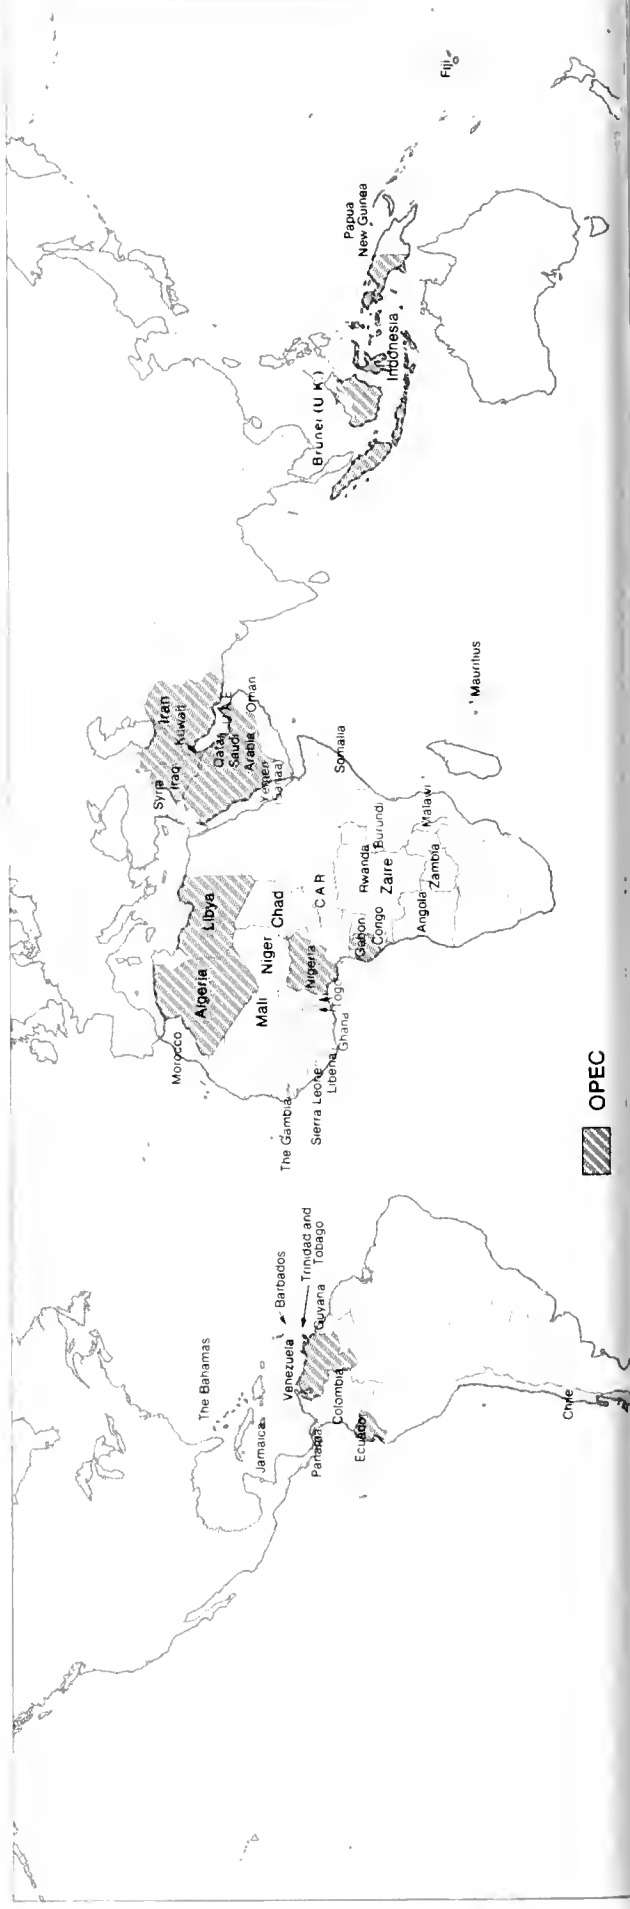 The Bahamas
Jamaica
Barbados
Trinidad and
Tobago
Venezuela
Guyana
Panama
Colombia
Ecuador
Chile
Morocco
Algeria
Libya
Mali
Niger
Chad
The Gambia
Sierra Leone
Liberia
Ghana
Togo
Nigeria
C A R
Gabon
Congo
Zaire
Rwanda
Burundi
Angola
Zambia
Malawi
Somalia
Mauritius
Syria
Iraq
Iran
Kuwait
Qatar
U A E
Saudi
Arabia
Oman
Yemen
(Sanaa)
Brunei (U K )
Indonesia
Papua
New Guinea
Fiji
OPEC